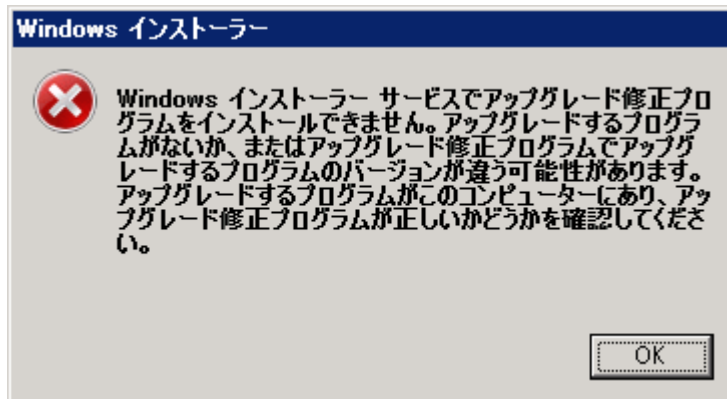 Windows インストーラー
Windows インストーラー サービスでアップグレード修正プロ
グラムをインストールできません。アップグレードするプログラ
ムがないか、またはアップグレード修正プログラムでアップグ
レードするプログラムのバージョンが違う可能性があります。
アップグレードするプログラムがこのコンピューターにあり、アッ
プグレード修正プログラムが正しいかどうかを確認してくださ
い。
OK